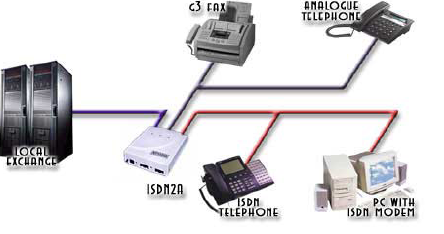 G3 FAX
ANALOGUE
TELEPHONE
LOCAL
EXCHANGE
ISDN2A
ISDN
TELEPHONE
PC WITH
ISDN MODEM